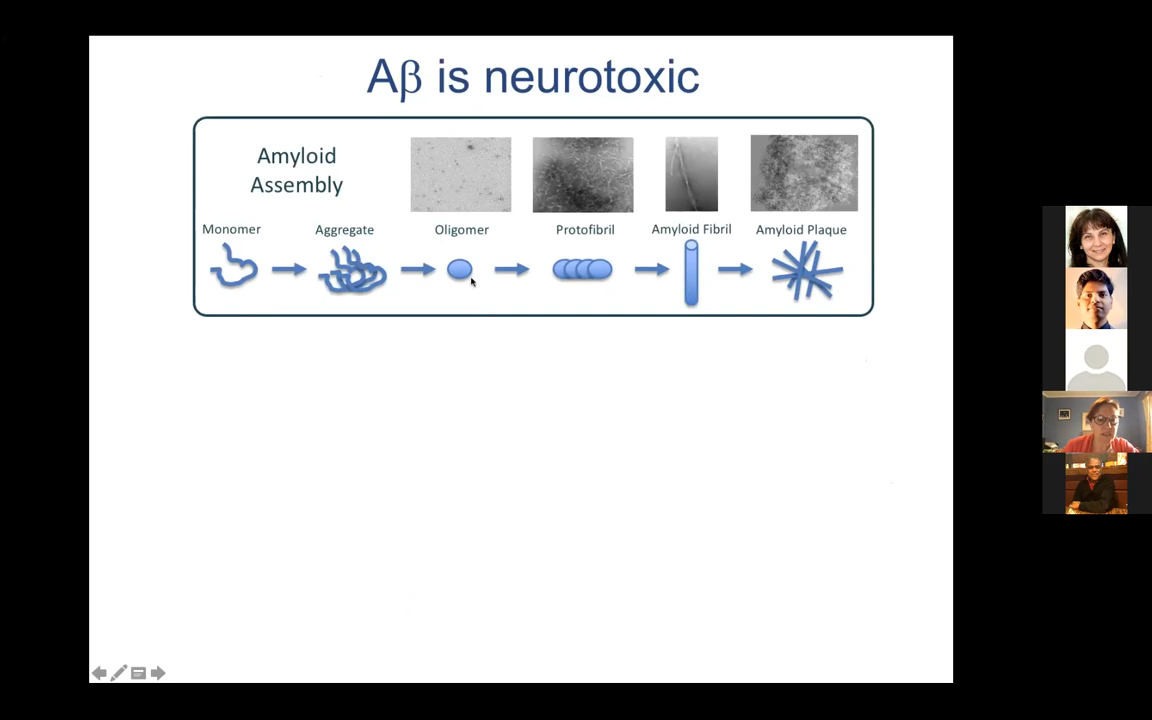 Aβ is neurotoxic
Amyloid
Assembly
Monomer Aggregate Oligomer Protofibril Amyloid Fibril Amyloid Plaque